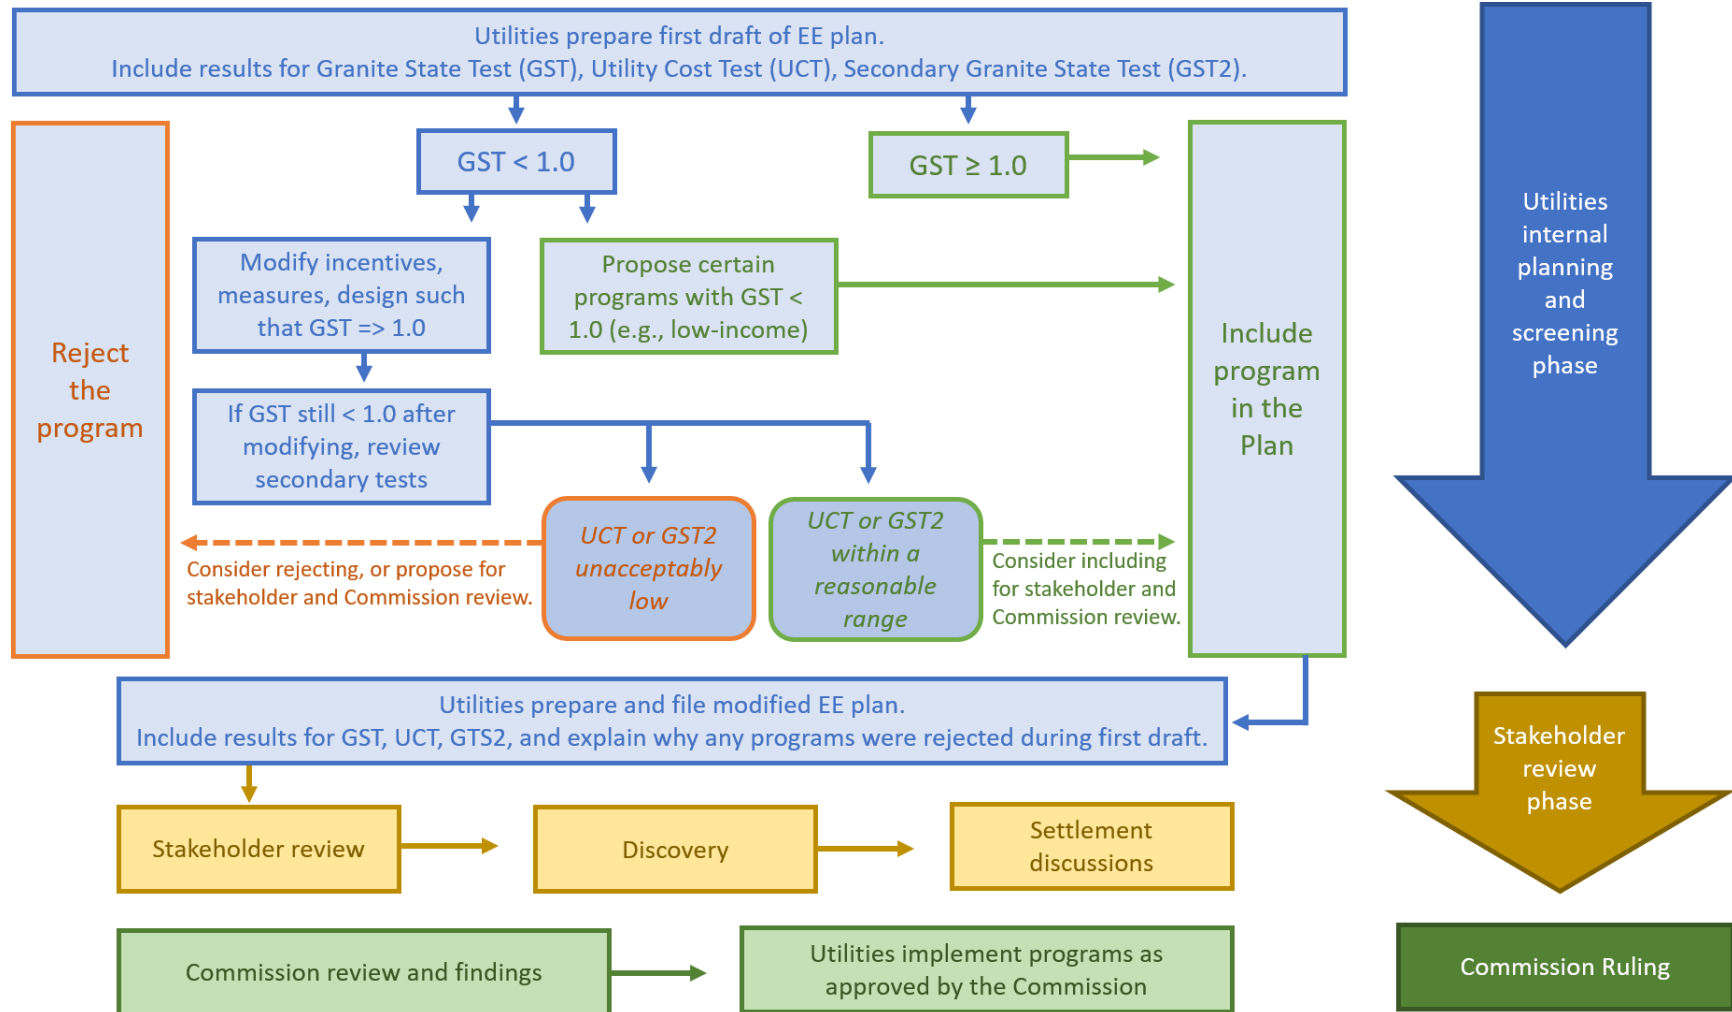 Utilities prepare first draft of EE plan.
Include results for Granite State Test (GST), Utility Cost Test (UCT), Secondary Granite State Test (GST2).
GST < 1.0
GST ≥ 1.0
Modify incentives,
measures, design such
that GST => 1.0
Propose certain
programs with GST <
1.0 (e.g., low-income)
Reject
the
program
Include
program
in the
Plan
If GST still < 1.0 after
modifying, review
secondary tests
UCT or GST2
unacceptably
low
UCT or GST2
within a
reasonable
range
Consider rejecting, or propose for
stakeholder and Commission review.
Consider including
for stakeholder and
Commission review.
Utilities
internal
planning
and
screening
phase
Utilities prepare and file modified EE plan.
Include results for GST, UCT, GTS2, and explain why any programs were rejected during first draft.
Stakeholder
review
phase
Stakeholder review
Discovery
Settlement
discussions
Commission review and findings
Utilities implement programs as
approved by the Commission
Commission Ruling